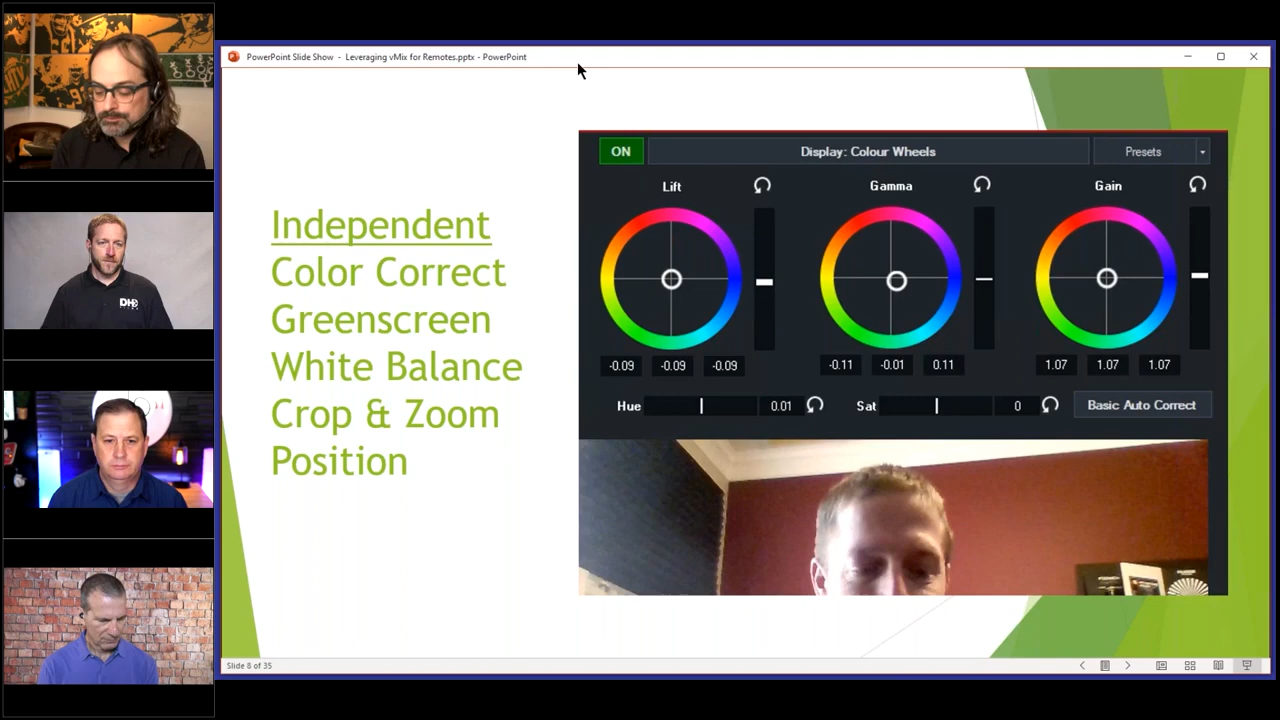 PowerPoint Slide Show - Leveraging vMix for Remotes.pptx - PowerPoint
Independent
Color Correct
Greenscreen
White Balance
Crop & Zoom
Position
ON
Display: Colour Wheels
Presets
Lift
Gamma
Gain
-0.09 -0.09 -0.09
-0.11 -0.01 0.11
1.07 1.07 1.07
Hue 0.01
Sat 0
Basic Auto Correct
Slide 8 of 35